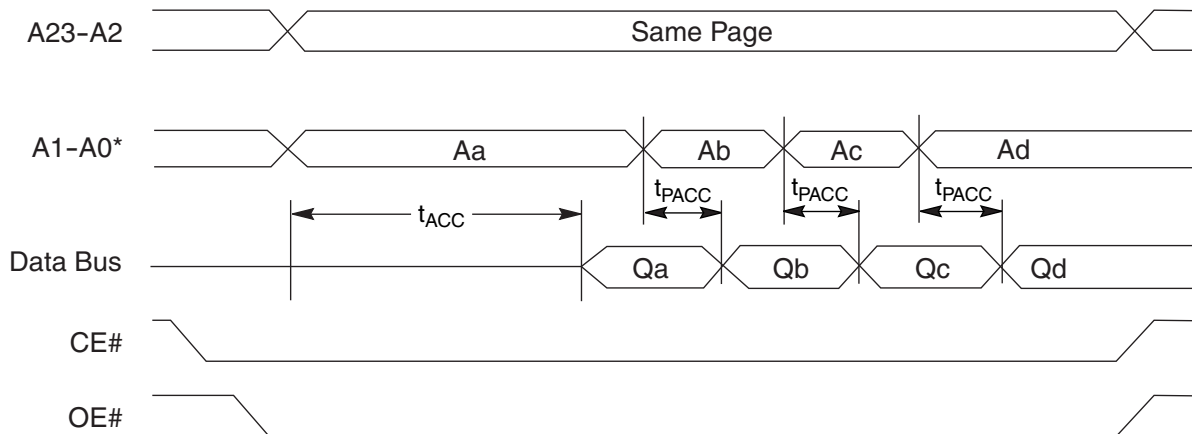 A23-A2
Same Page
A1-A0*
Aa
Ab
Ac
Ad
tACC
tPACC
tPACC
tPACC
Data Bus
Qa
Qb
Qc
Qd
CE#
OE#